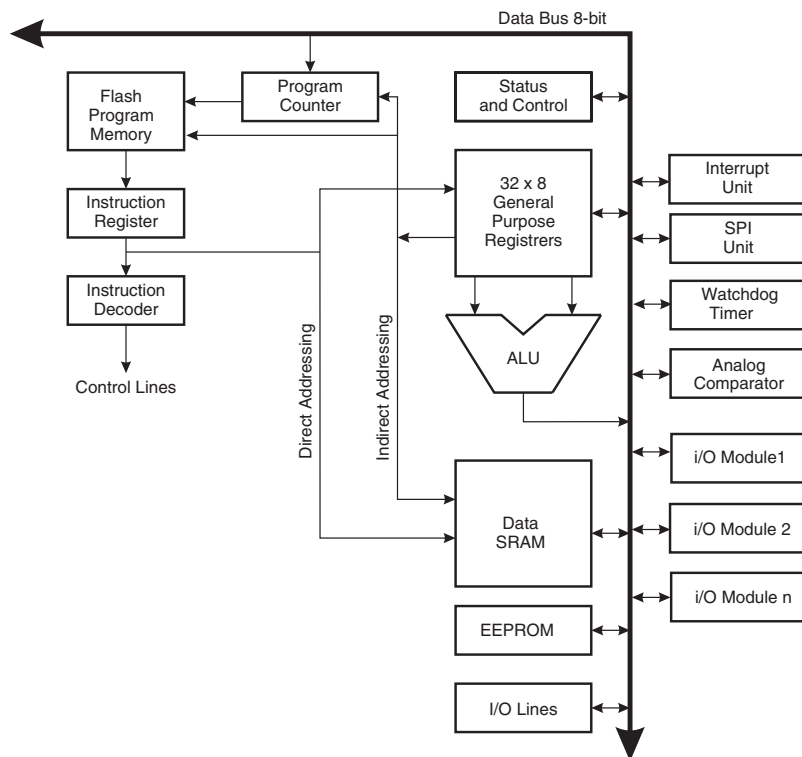 Data Bus 8-bit
Flash
Program
Memory
Program
Counter
Status
and Control
32 x 8
General
Purpose
Registrers
Interrupt
Unit
Instruction
Register
SPI
Unit
Instruction
Decoder
Watchdog
Timer
ALU
Analog
Comparator
Control Lines
Direct Addressing
Indirect Addressing
i/O Module1
Data
SRAM
i/O Module 2
i/O Module n
EEPROM
I/O Lines